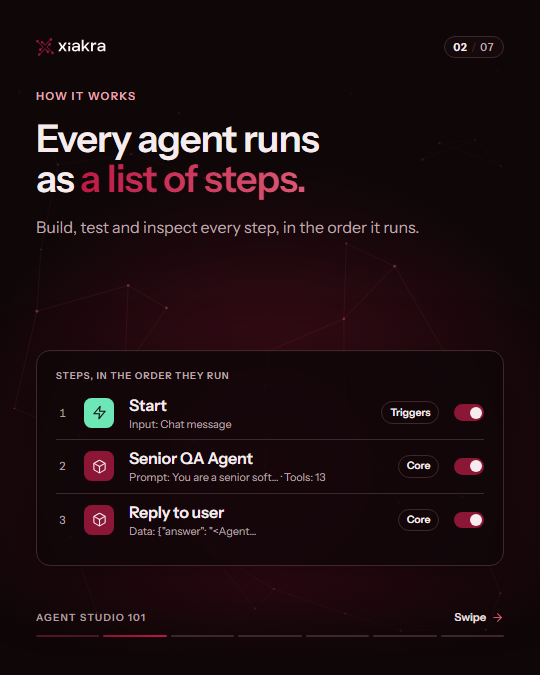 xiakra
02 / 07
HOW IT WORKS
Every agent runs
as a list of steps.
Build, test and inspect every step, in the order it runs.
STEPS, IN THE ORDER THEY RUN
1 Start Triggers
Input: Chat message
2 Senior QA Agent Core
Prompt: You are a senior soft... · Tools: 13
3 Reply to user Core
Data: {"answer": "<Agent...
AGENT STUDIO 101 Swipe →